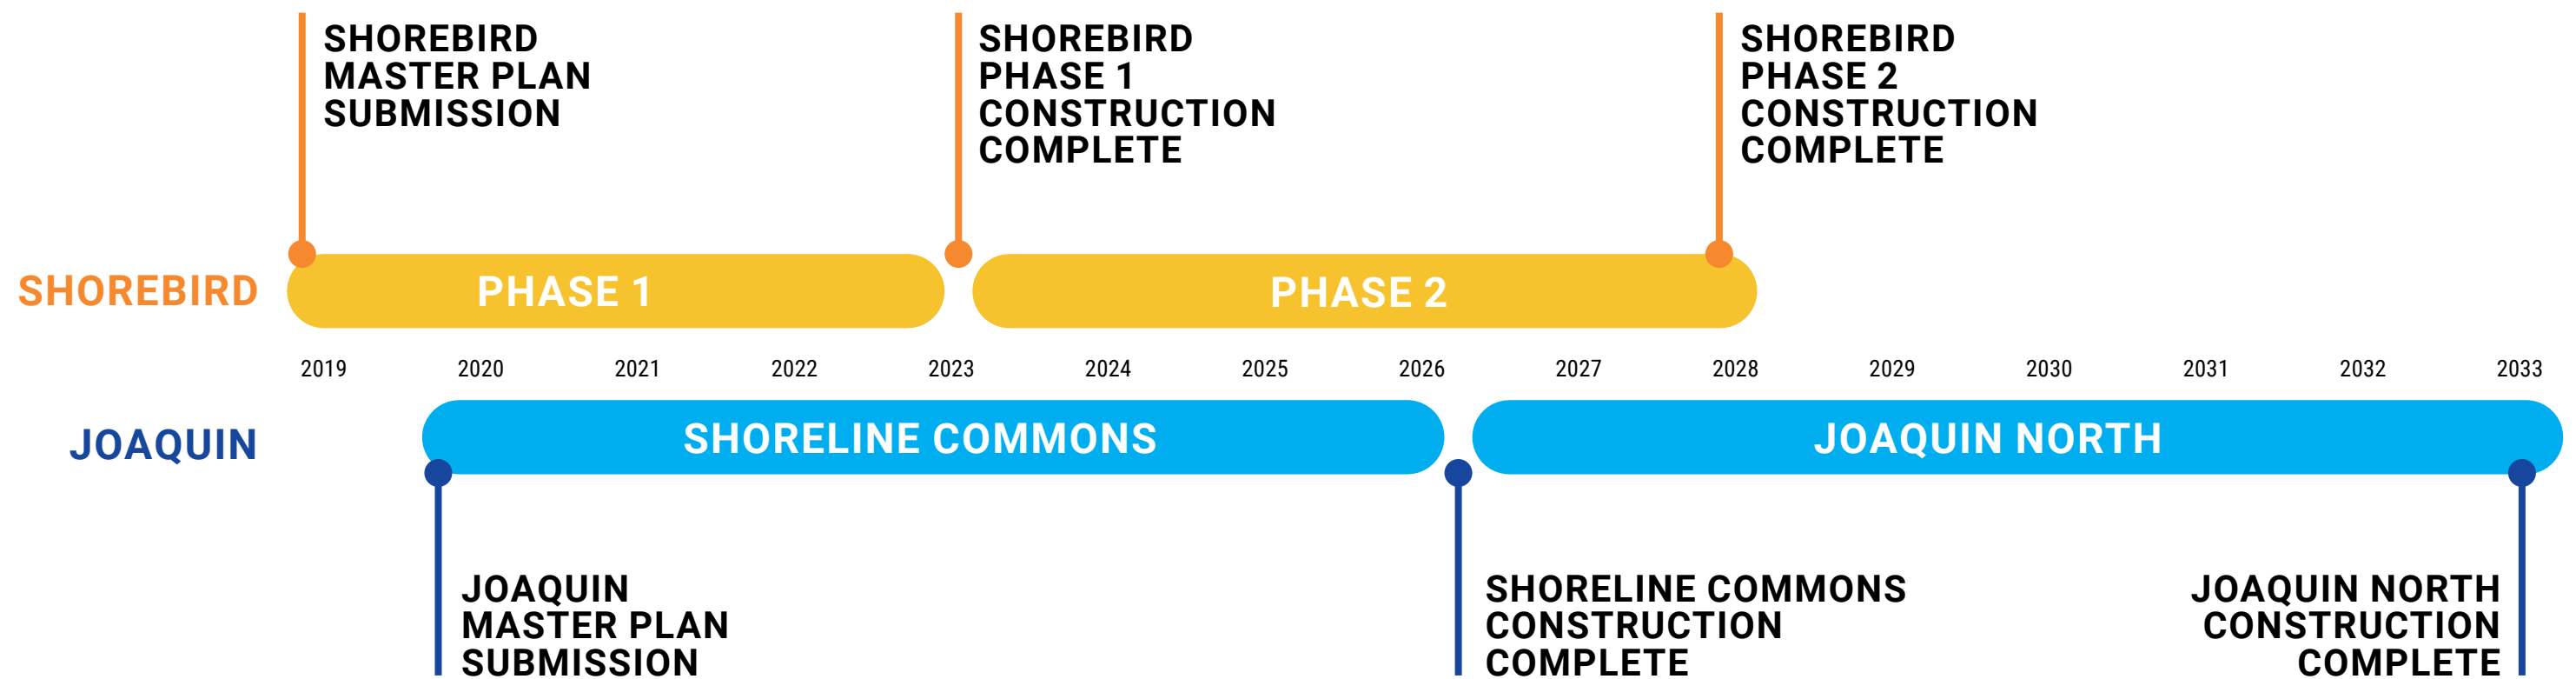 SHOREBIRD
MASTER PLAN
SUBMISSION
SHOREBIRD
PHASE 1
CONSTRUCTION
COMPLETE
SHOREBIRD
PHASE 2
CONSTRUCTION
COMPLETE
SHOREBIRD
PHASE 1
PHASE 2
2019 2020 2021 2022 2023 2024 2025 2026 2027 2028 2029 2030 2031 2032 2033
JOAQUIN
SHORELINE COMMONS
JOAQUIN NORTH
JOAQUIN
MASTER PLAN
SUBMISSION
SHORELINE COMMONS
CONSTRUCTION
COMPLETE
JOAQUIN NORTH
CONSTRUCTION
COMPLETE